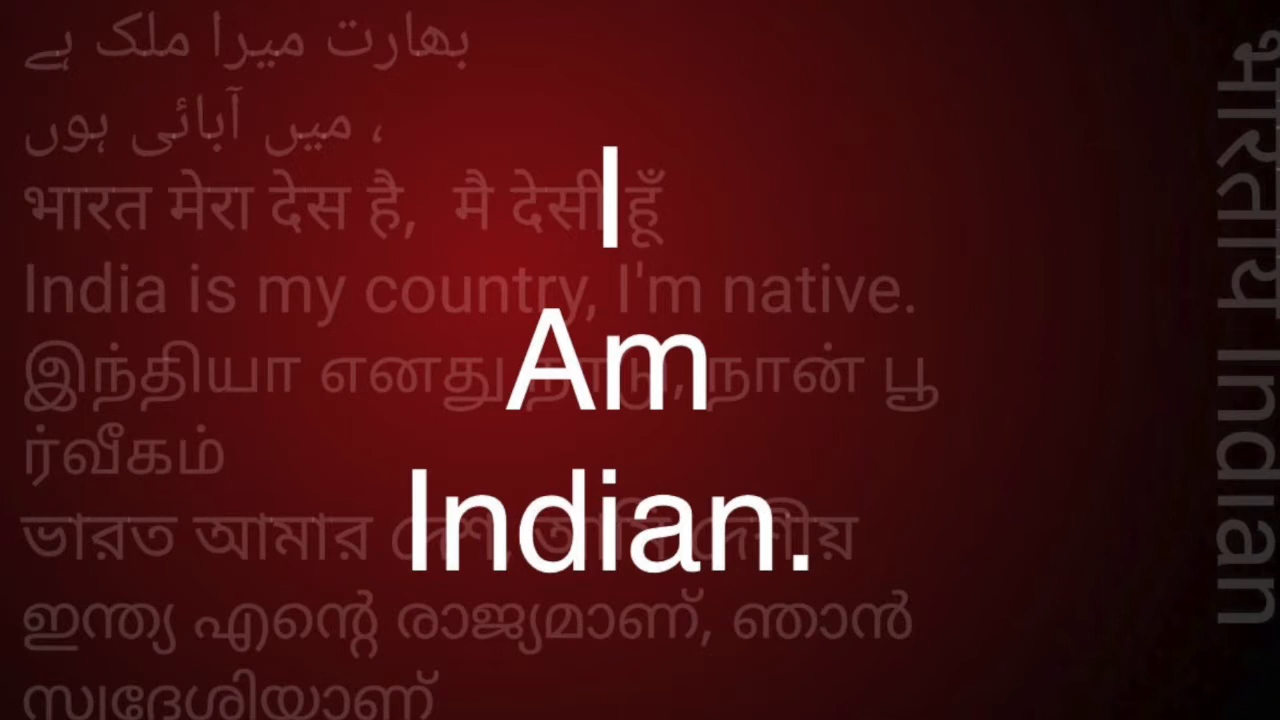 بھارت میرا ملک ہے
، میں آبائی ہوں
भारत मेरा देस है, मै देसी हूँ
India is my country, I'm native.
இந்தியா எனது நாடு, நான் பூ
ர்வீகம்
ভারত আমার দেশ, আমি দেশীয়
ഇന്ത്യ എന്റെ രാജ്യമാണ്, ഞാൻ
സ്വദേശിയാണ്
I
Am
Indian.
भारतीय Indian